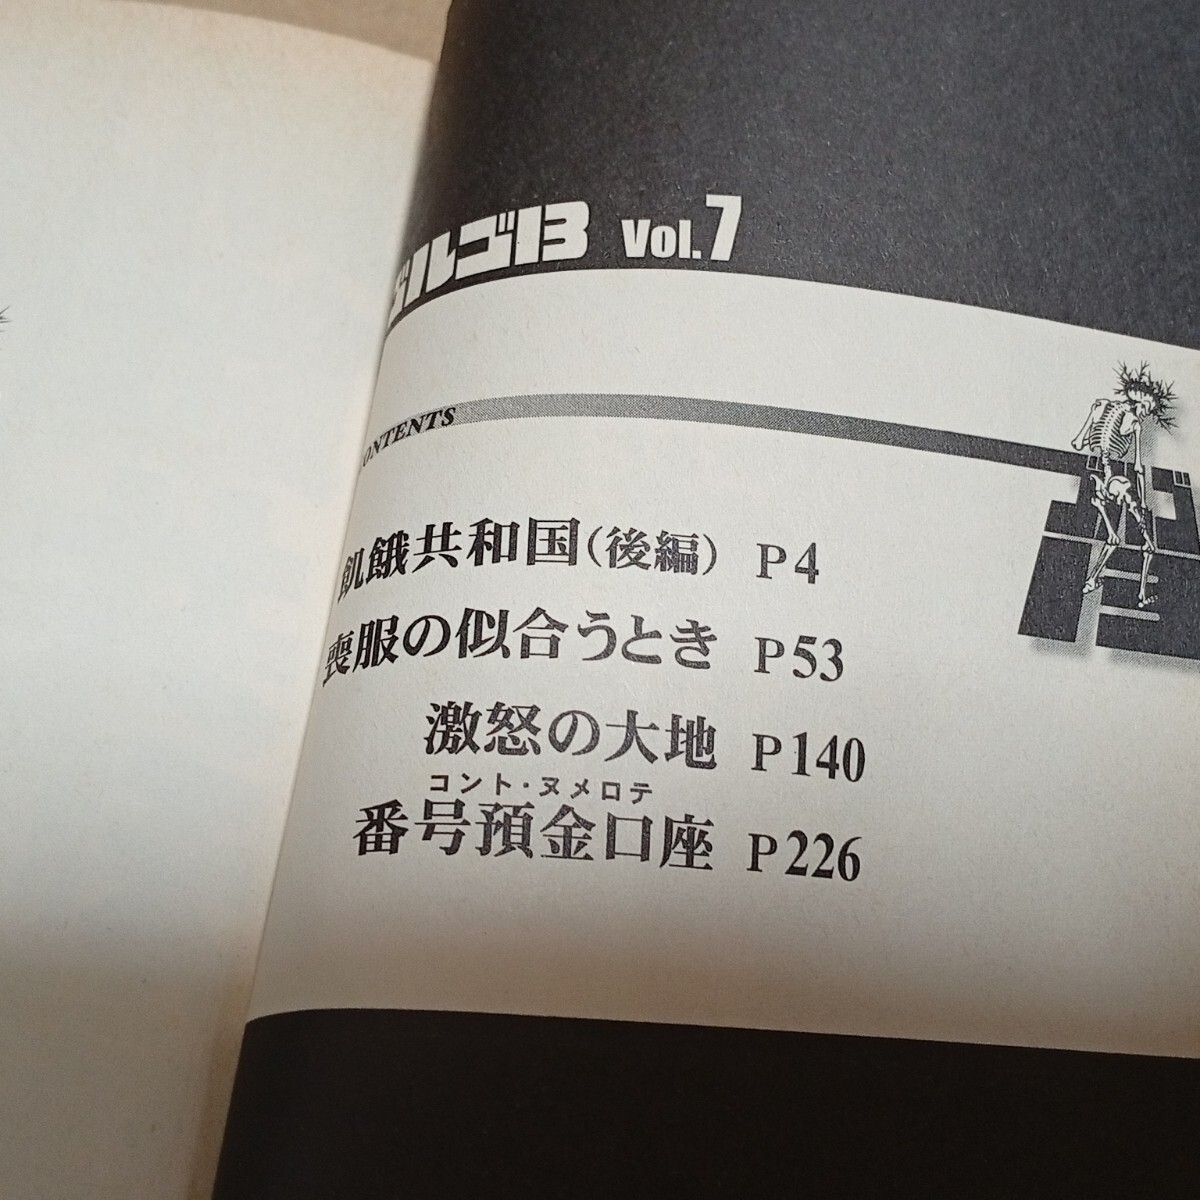 ゴルゴ13 Vol.7
CONTENTS
飢餓共和国(後編) P4
喪服の似合うとき P53
激怒の大地 P140
コント・ヌメロテ
番号預金口座 P226